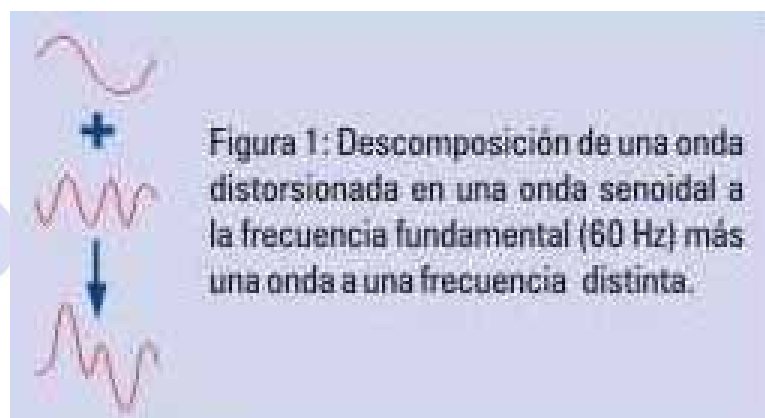 Figura 1: Descomposición de una onda
distorsionada en una onda senoidal a
la frecuencia fundamental (60 Hz) más
una onda a una frecuencia distinta.